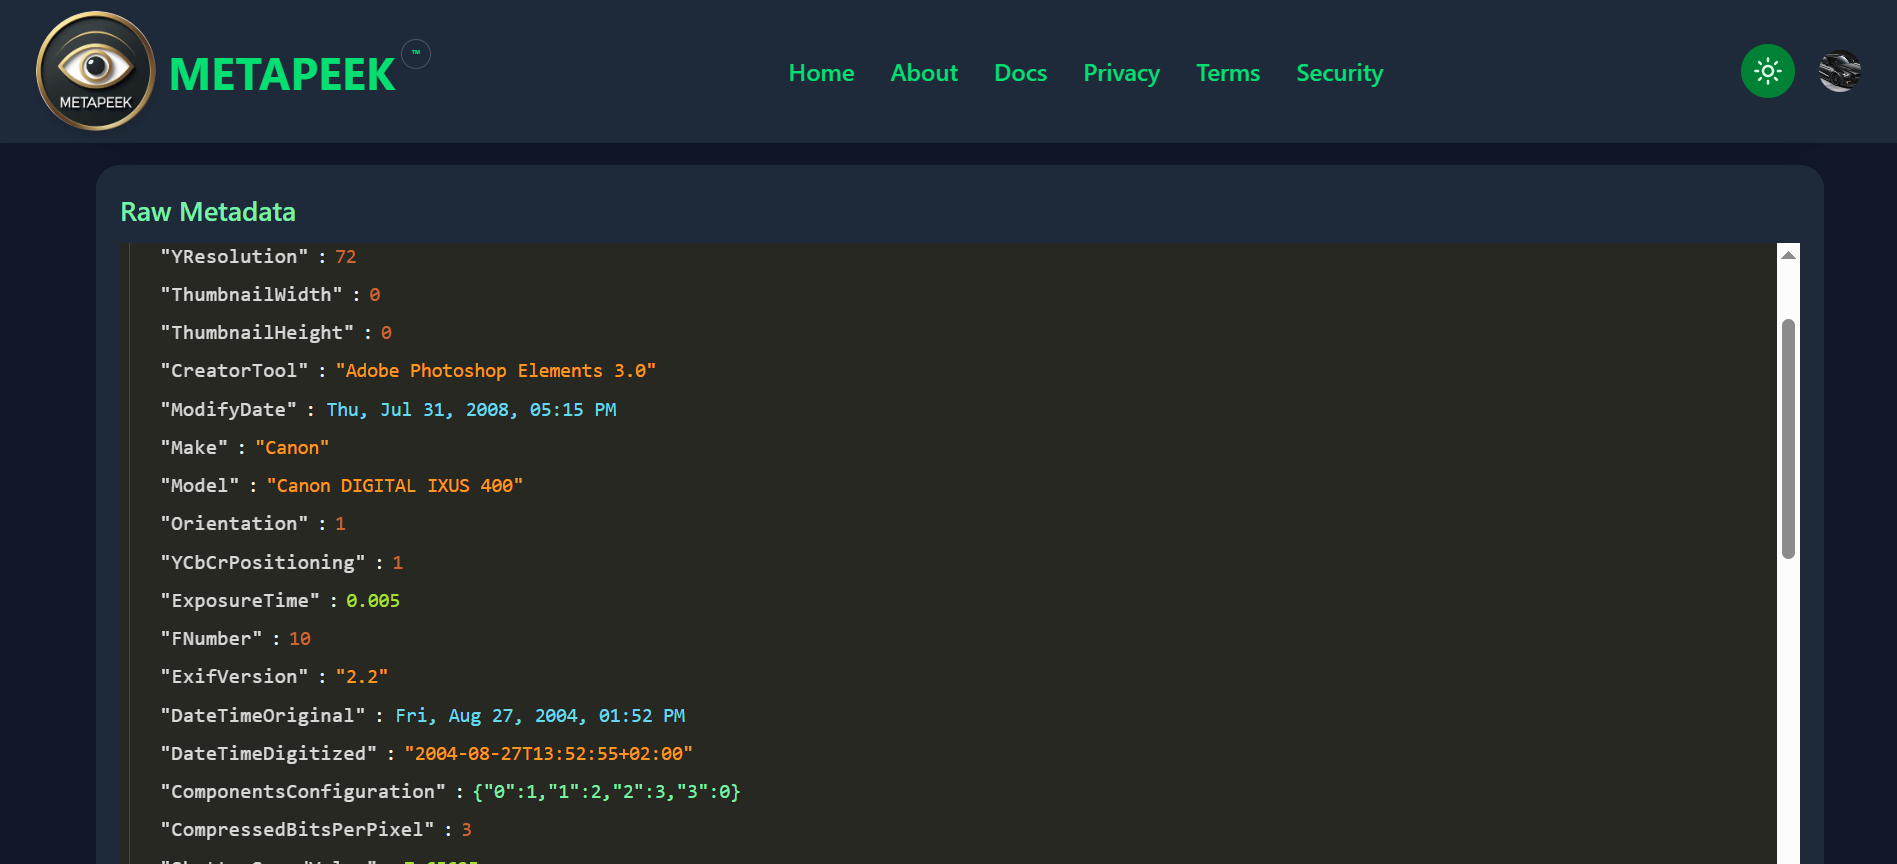 METAPEEK
METAPEEK ™
Home About Docs Privacy Terms Security
Raw Metadata
"YResolution" : 72
"ThumbnailWidth" : 0
"ThumbnailHeight" : 0
"CreatorTool" : "Adobe Photoshop Elements 3.0"
"ModifyDate" : Thu, Jul 31, 2008, 05:15 PM
"Make" : "Canon"
"Model" : "Canon DIGITAL IXUS 400"
"Orientation" : 1
"YCbCrPositioning" : 1
"ExposureTime" : 0.005
"FNumber" : 10
"ExifVersion" : "2.2"
"DateTimeOriginal" : Fri, Aug 27, 2004, 01:52 PM
"DateTimeDigitized" : "2004-08-27T13:52:55+02:00"
"ComponentsConfiguration" : {"0":1,"1":2,"2":3,"3":0}
"CompressedBitsPerPixel" : 3